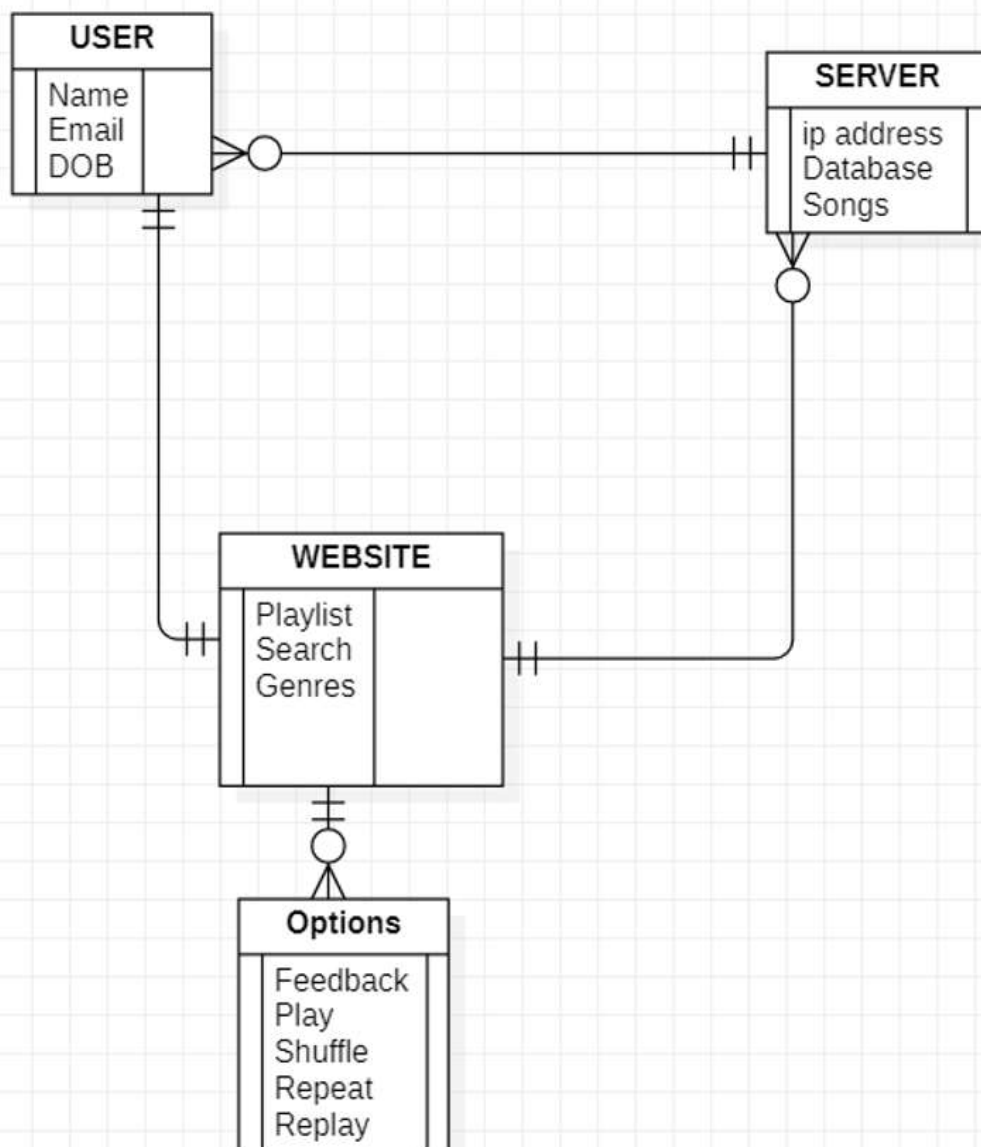 USER
Name
Email
DOB
SERVER
ip address
Database
Songs
WEBSITE
Playlist
Search
Genres
Options
Feedback
Play
Shuffle
Repeat
Replay